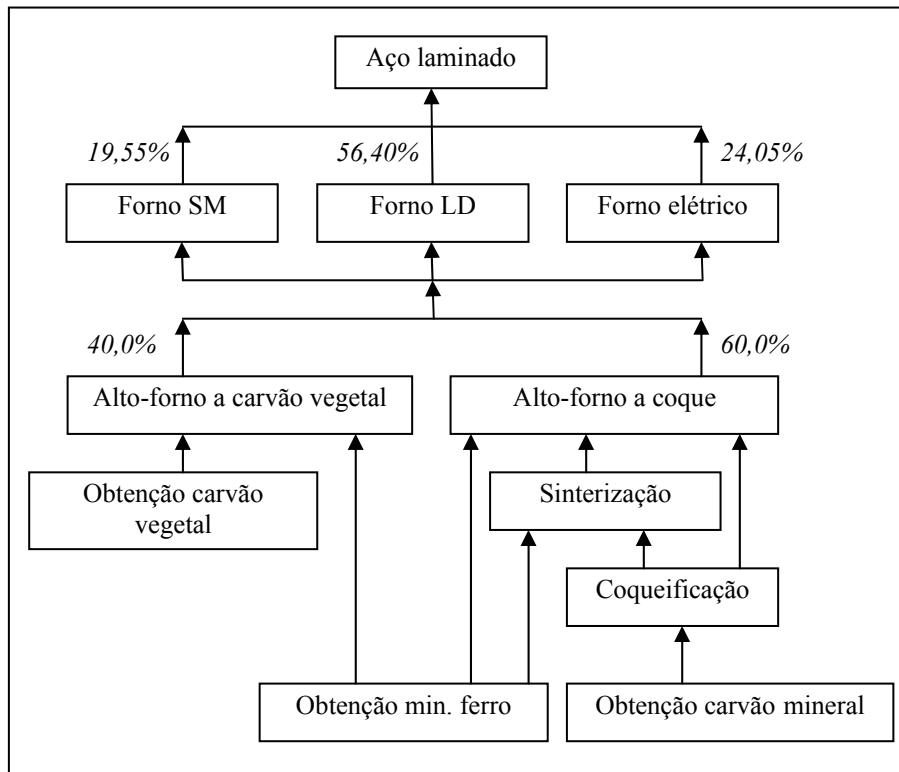 Aço laminado
19,55%
56,40%
24,05%
Forno SM
Forno LD
Forno elétrico
40,0%
60,0%
Alto-forno a carvão vegetal
Alto-forno a coque
Obtenção carvão
vegetal
Sinterização
Coqueificação
Obtenção min. ferro
Obtenção carvão mineral